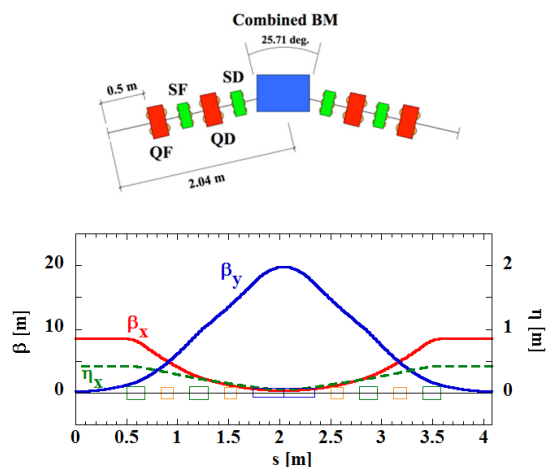 Combined BM
25.71 deg.
0.5 m
SF
SD
QF
QD
2.04 m
β [m]
20
10
0
βx
βy
ηx
2
1
0
η [m]
0 0.5 1 1.5 2 2.5 3 3.5 4
s [m]